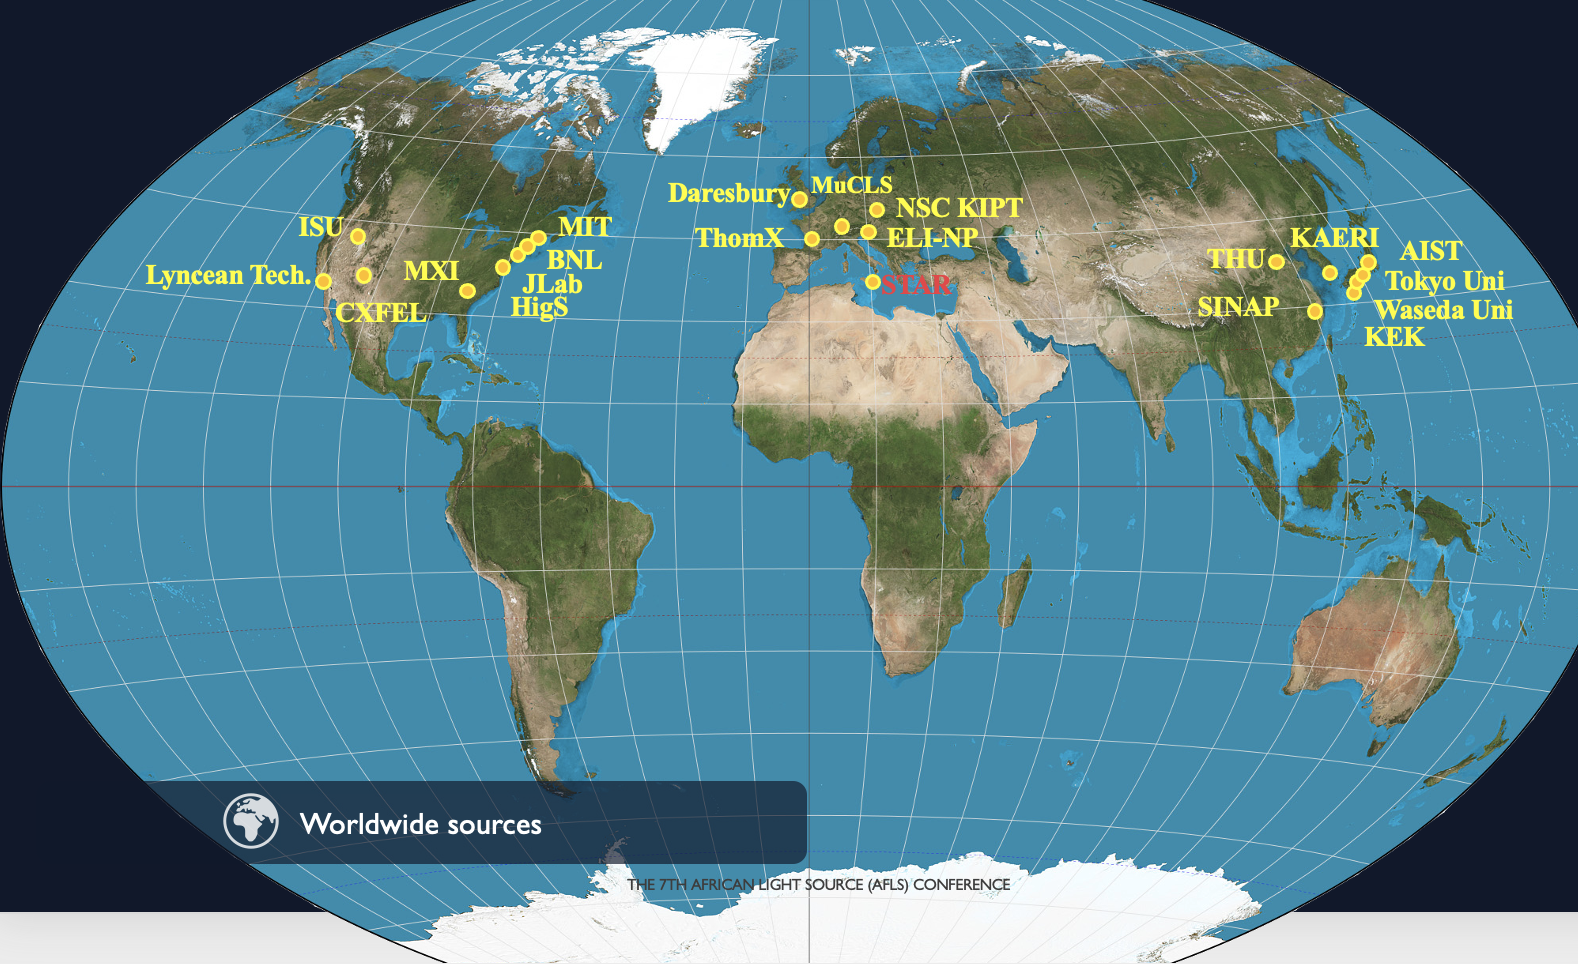 Daresbury
MuCLS
NSC KIPT
ISU
MIT
ThomX
ELI-NP
KAERI
AIST
BNL
THU
Lyncean Tech.
MXI
JLab
STAR
Tokyo Uni
CXFEL
HigS
SINAP
Waseda Uni
KEK
Worldwide sources
THE 7TH AFRICAN LIGHT SOURCE (AFLS) CONFERENCE